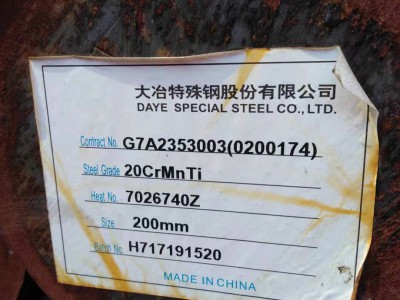 大冶特殊钢股份有限公司
DAYE SPECIAL STEEL CO., LTD.
Contract No. G7A2353003(0200174)
Steel Grade 20CrMnTi
Heat No. 7026740Z
Size 200mm
No H717191520
MADE IN CHINA